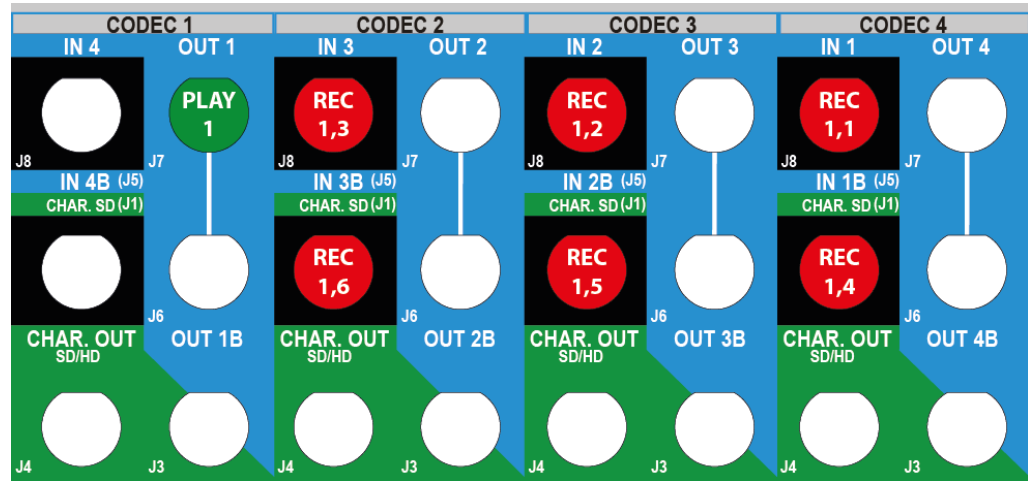 CODEC 1 CODEC 2 CODEC 3 CODEC 4
IN 4 OUT 1 IN 3 OUT 2 IN 2 OUT 3 IN 1 OUT 4
PLAY REC REC REC
1 1,3 1,2 1,1
J8 J7 J8 J7 J8 J7 J8 J7
IN 4B (J5) IN 3B (J5) IN 2B (J5) IN 1B (J5)
CHAR. SD (J1) CHAR. SD (J1) CHAR. SD (J1) CHAR. SD (J1)
REC REC REC
1,6 1,5 1,4
J6 J6 J6 J6
CHAR. OUT OUT 1B CHAR. OUT OUT 2B CHAR. OUT OUT 3B CHAR. OUT OUT 4B
SD/HD SD/HD SD/HD SD/HD
J4 J3 J4 J3 J4 J3 J4 J3